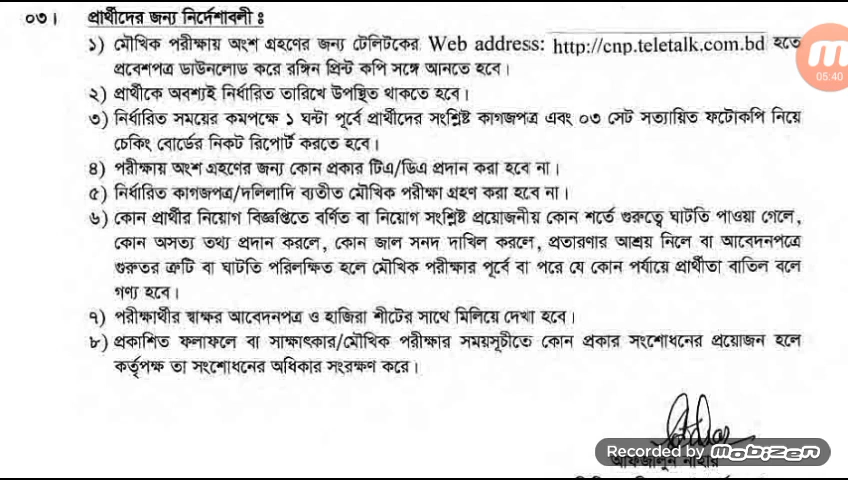 ০৩। প্রার্থীদের জন্য নির্দেশাবলী ঃ
১) মৌখিক পরীক্ষায় অংশ গ্রহণের জন্য টেলিটকের Web address: http://cnp.teletalk.com.bd হতে
প্রবেশপত্র ডাউনলোড করে রঙ্গিন প্রিন্ট কপি সঙ্গে আনতে হবে।
05:40
২) প্রার্থীকে অবশ্যই নির্ধারিত তারিখে উপস্থিত থাকতে হবে।
৩) নির্ধারিত সময়ের কমপক্ষে ১ ঘন্টা পূর্বে প্রার্থীদের সংশ্লিষ্ট কাগজপত্র এবং ০৩ সেট সত্যায়িত ফটোকপি নিয়ে
চেকিং বোর্ডের নিকট রিপোর্ট করতে হবে।
৪) পরীক্ষায় অংশ গ্রহণের জন্য কোন প্রকার টিএ/ডিএ প্রদান করা হবে না।
৫) নির্ধারিত কাগজপত্র/দলিলাদি ব্যতীত মৌখিক পরীক্ষা গ্রহণ করা হবে না।
৬) কোন প্রার্থীর নিয়োগ বিজ্ঞপ্তিতে বর্ণিত বা নিয়োগ সংশ্লিষ্ট প্রয়োজনীয় কোন শর্তে গুরুত্বে ঘাটতি পাওয়া গেলে,
কোন অসত্য তথ্য প্রদান করলে, কোন জাল সনদ দাখিল করলে, প্রতারণার আশ্রয় নিলে বা আবেদনপত্রে
গুরুতর ত্রুটি বা ঘাটতি পরিলক্ষিত হলে মৌখিক পরীক্ষার পূর্বে বা পরে যে কোন পর্যায়ে প্রার্থীতা বাতিল বলে
গণ্য হবে।
৭) পরীক্ষার্থীর স্বাক্ষর আবেদনপত্র ও হাজিরা শীটের সাথে মিলিয়ে দেখা হবে।
৮) প্রকাশিত ফলাফলে বা সাক্ষাৎকার/মৌখিক পরীক্ষার সময়সূচীতে কোন প্রকার সংশোধনের প্রয়োজন হলে
কর্তৃপক্ষ তা সংশোধনের অধিকার সংরক্ষণ করে।
Recorded by MOBIZEN
আফজালুন নাহার